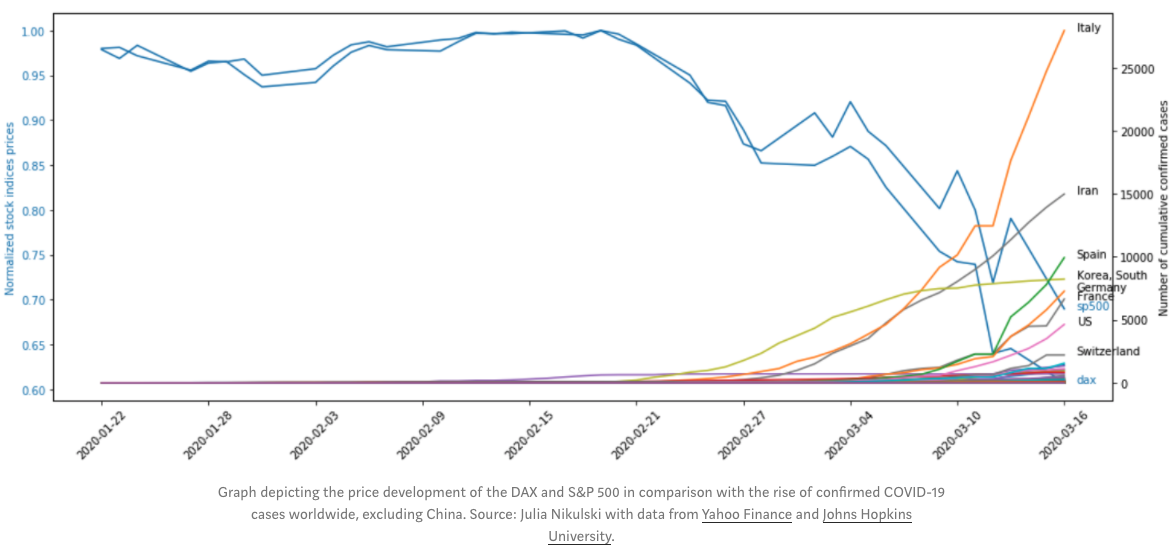 1.00
0.95
0.90
0.85
0.80
0.75
0.70
0.65
0.60
Normalized stock indices prices
25000
20000
15000
10000
5000
0
Number of cumulative confirmed cases
Italy
Iran
Spain
Korea, South
Germany
France
sp500
US
Switzerland
dax
2020-01-22
2020-01-28
2020-02-03
2020-02-09
2020-02-15
2020-02-21
2020-02-27
2020-03-04
2020-03-10
2020-03-16
Graph depicting the price development of the DAX and S&P 500 in comparison with the rise of confirmed COVID-19
cases worldwide, excluding China. Source: Julia Nikulski with data from Yahoo Finance and Johns Hopkins
University.